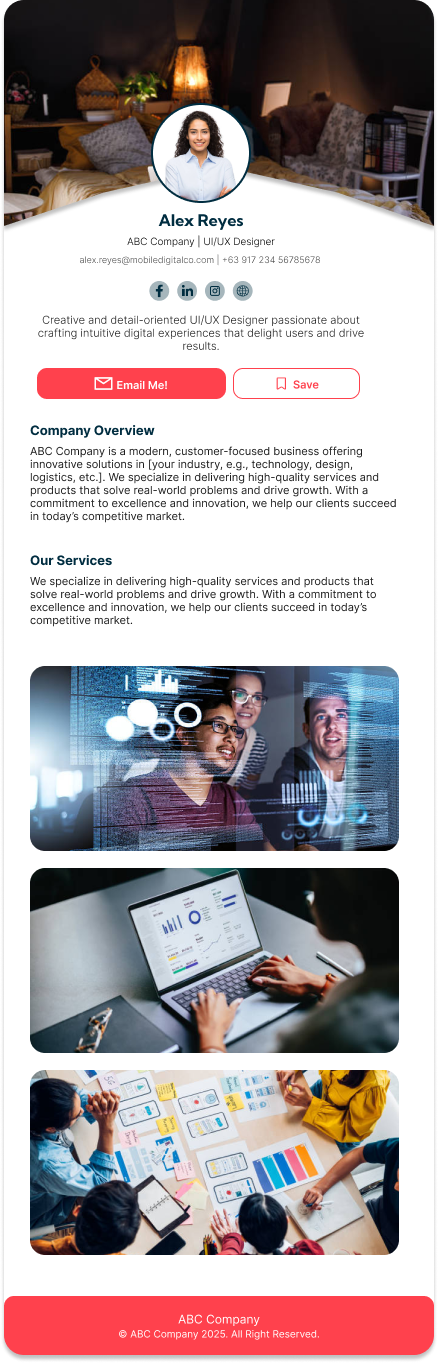 Alex Reyes
ABC Company | UI/UX Designer
alex.reyes@mobiledigitalco.com | +63 917 234 56785678
Creative and detail-oriented UI/UX Designer passionate about
crafting intuitive digital experiences that delight users and drive
results.
Email Me!
Save
Company Overview
ABC Company is a modern, customer-focused business offering
innovative solutions in [your industry, e.g., technology, design,
logistics, etc.]. We specialize in delivering high-quality services and
products that solve real-world problems and drive growth. With a
commitment to excellence and innovation, we help our clients succeed
in today’s competitive market.
Our Services
We specialize in delivering high-quality services and products that
solve real-world problems and drive growth. With a commitment to
excellence and innovation, we help our clients succeed in today’s
competitive market.
ABC Company
© ABC Company 2025. All Right Reserved.